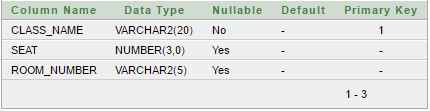 Column Name Data Type Nullable Default Primary Key
CLASS_NAME VARCHAR2(20) No - 1
SEAT NUMBER(3,0) Yes - -
ROOM_NUMBER VARCHAR2(5) Yes - -
1 - 3